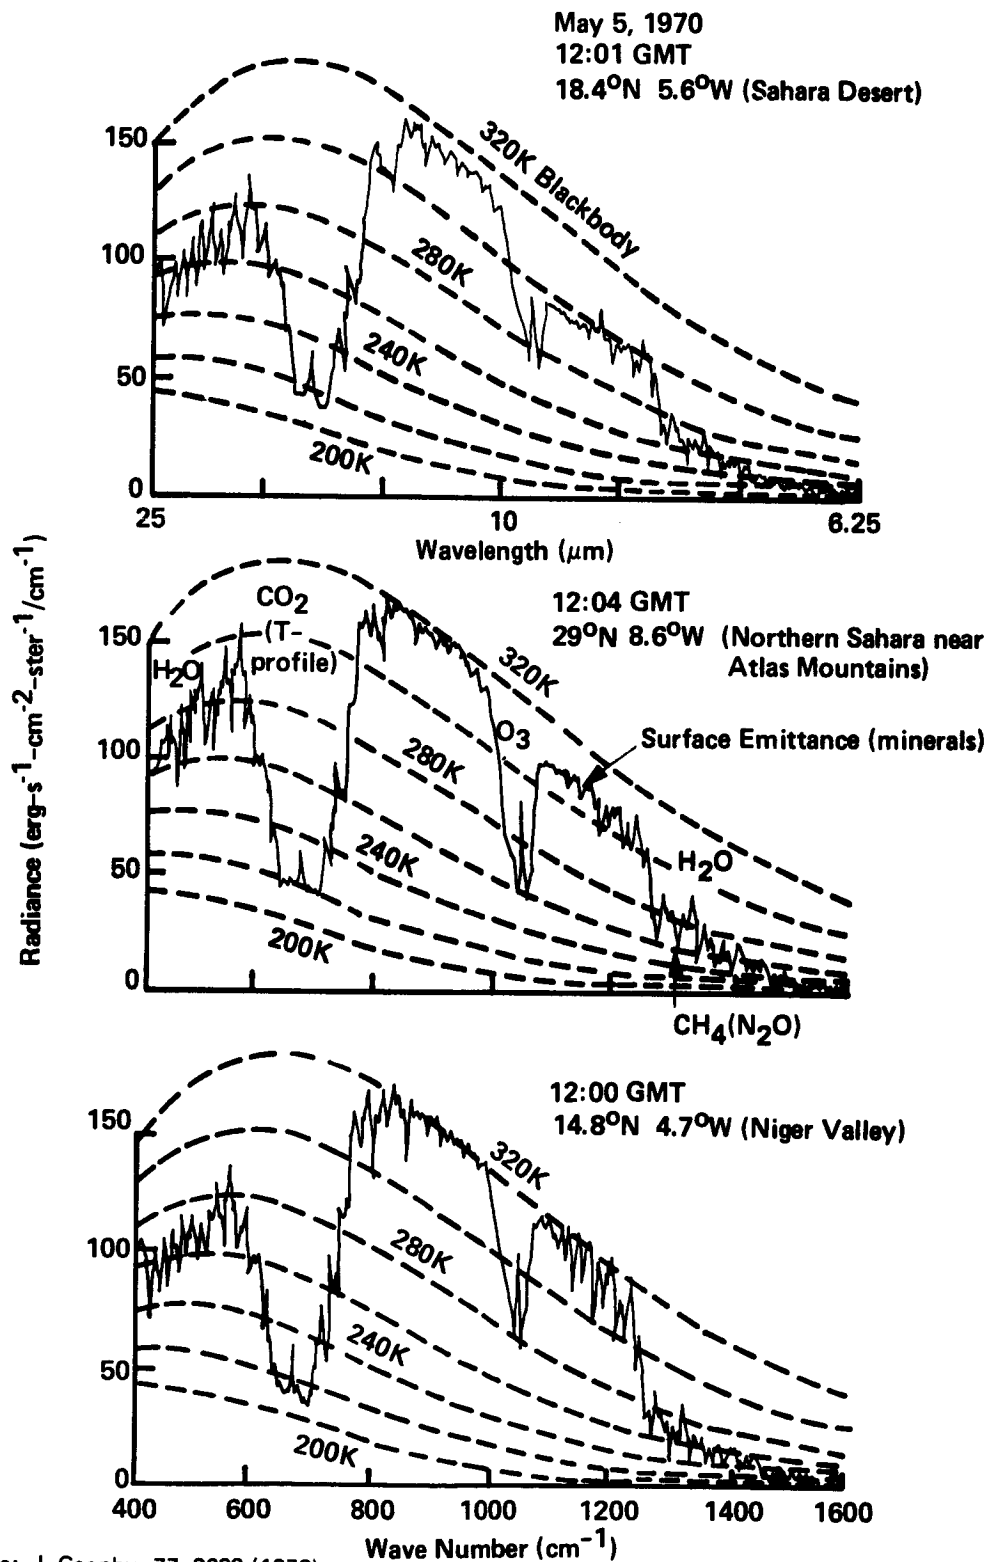 May 5, 1970
12:01 GMT
18.4°N 5.6°W (Sahara Desert)
150
100
50
0
320K Blackbody
280K
240K
200K
25
10
6.25
Wavelength (μm)
Radiance (erg–s⁻¹–cm⁻²–ster⁻¹/cm⁻¹)
12:04 GMT
29°N 8.6°W (Northern Sahara near
Atlas Mountains)
150
100
50
0
H₂O
CO₂
(T–
profile)
320K
O₃
Surface Emittance (minerals)
280K
240K
H₂O
200K
CH₄(N₂O)
12:00 GMT
14.8°N 4.7°W (Niger Valley)
150
100
50
0
320K
280K
240K
200K
400
600
800
1000
1200
1400
1600
Wave Number (cm⁻¹)